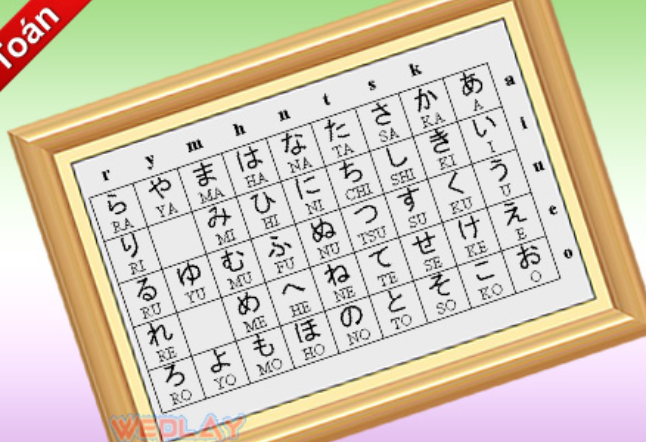 Toán
r y m h n t s k
ら や ま は な た さ か あ a
RA YA MA HA NA TA SA KA A
り み ひ に ち し き い i
RI MI HI NI CHI SHI KI I
る ゆ む ふ ぬ つ す く う u
RU YU MU FU NU TSU SU KU U
れ め へ ね て せ け え e
RE ME HE NE TE SE KE E
ろ よ も ほ の と そ こ お o
RO YO MO HO NO TO SO KO O
WEDLAY